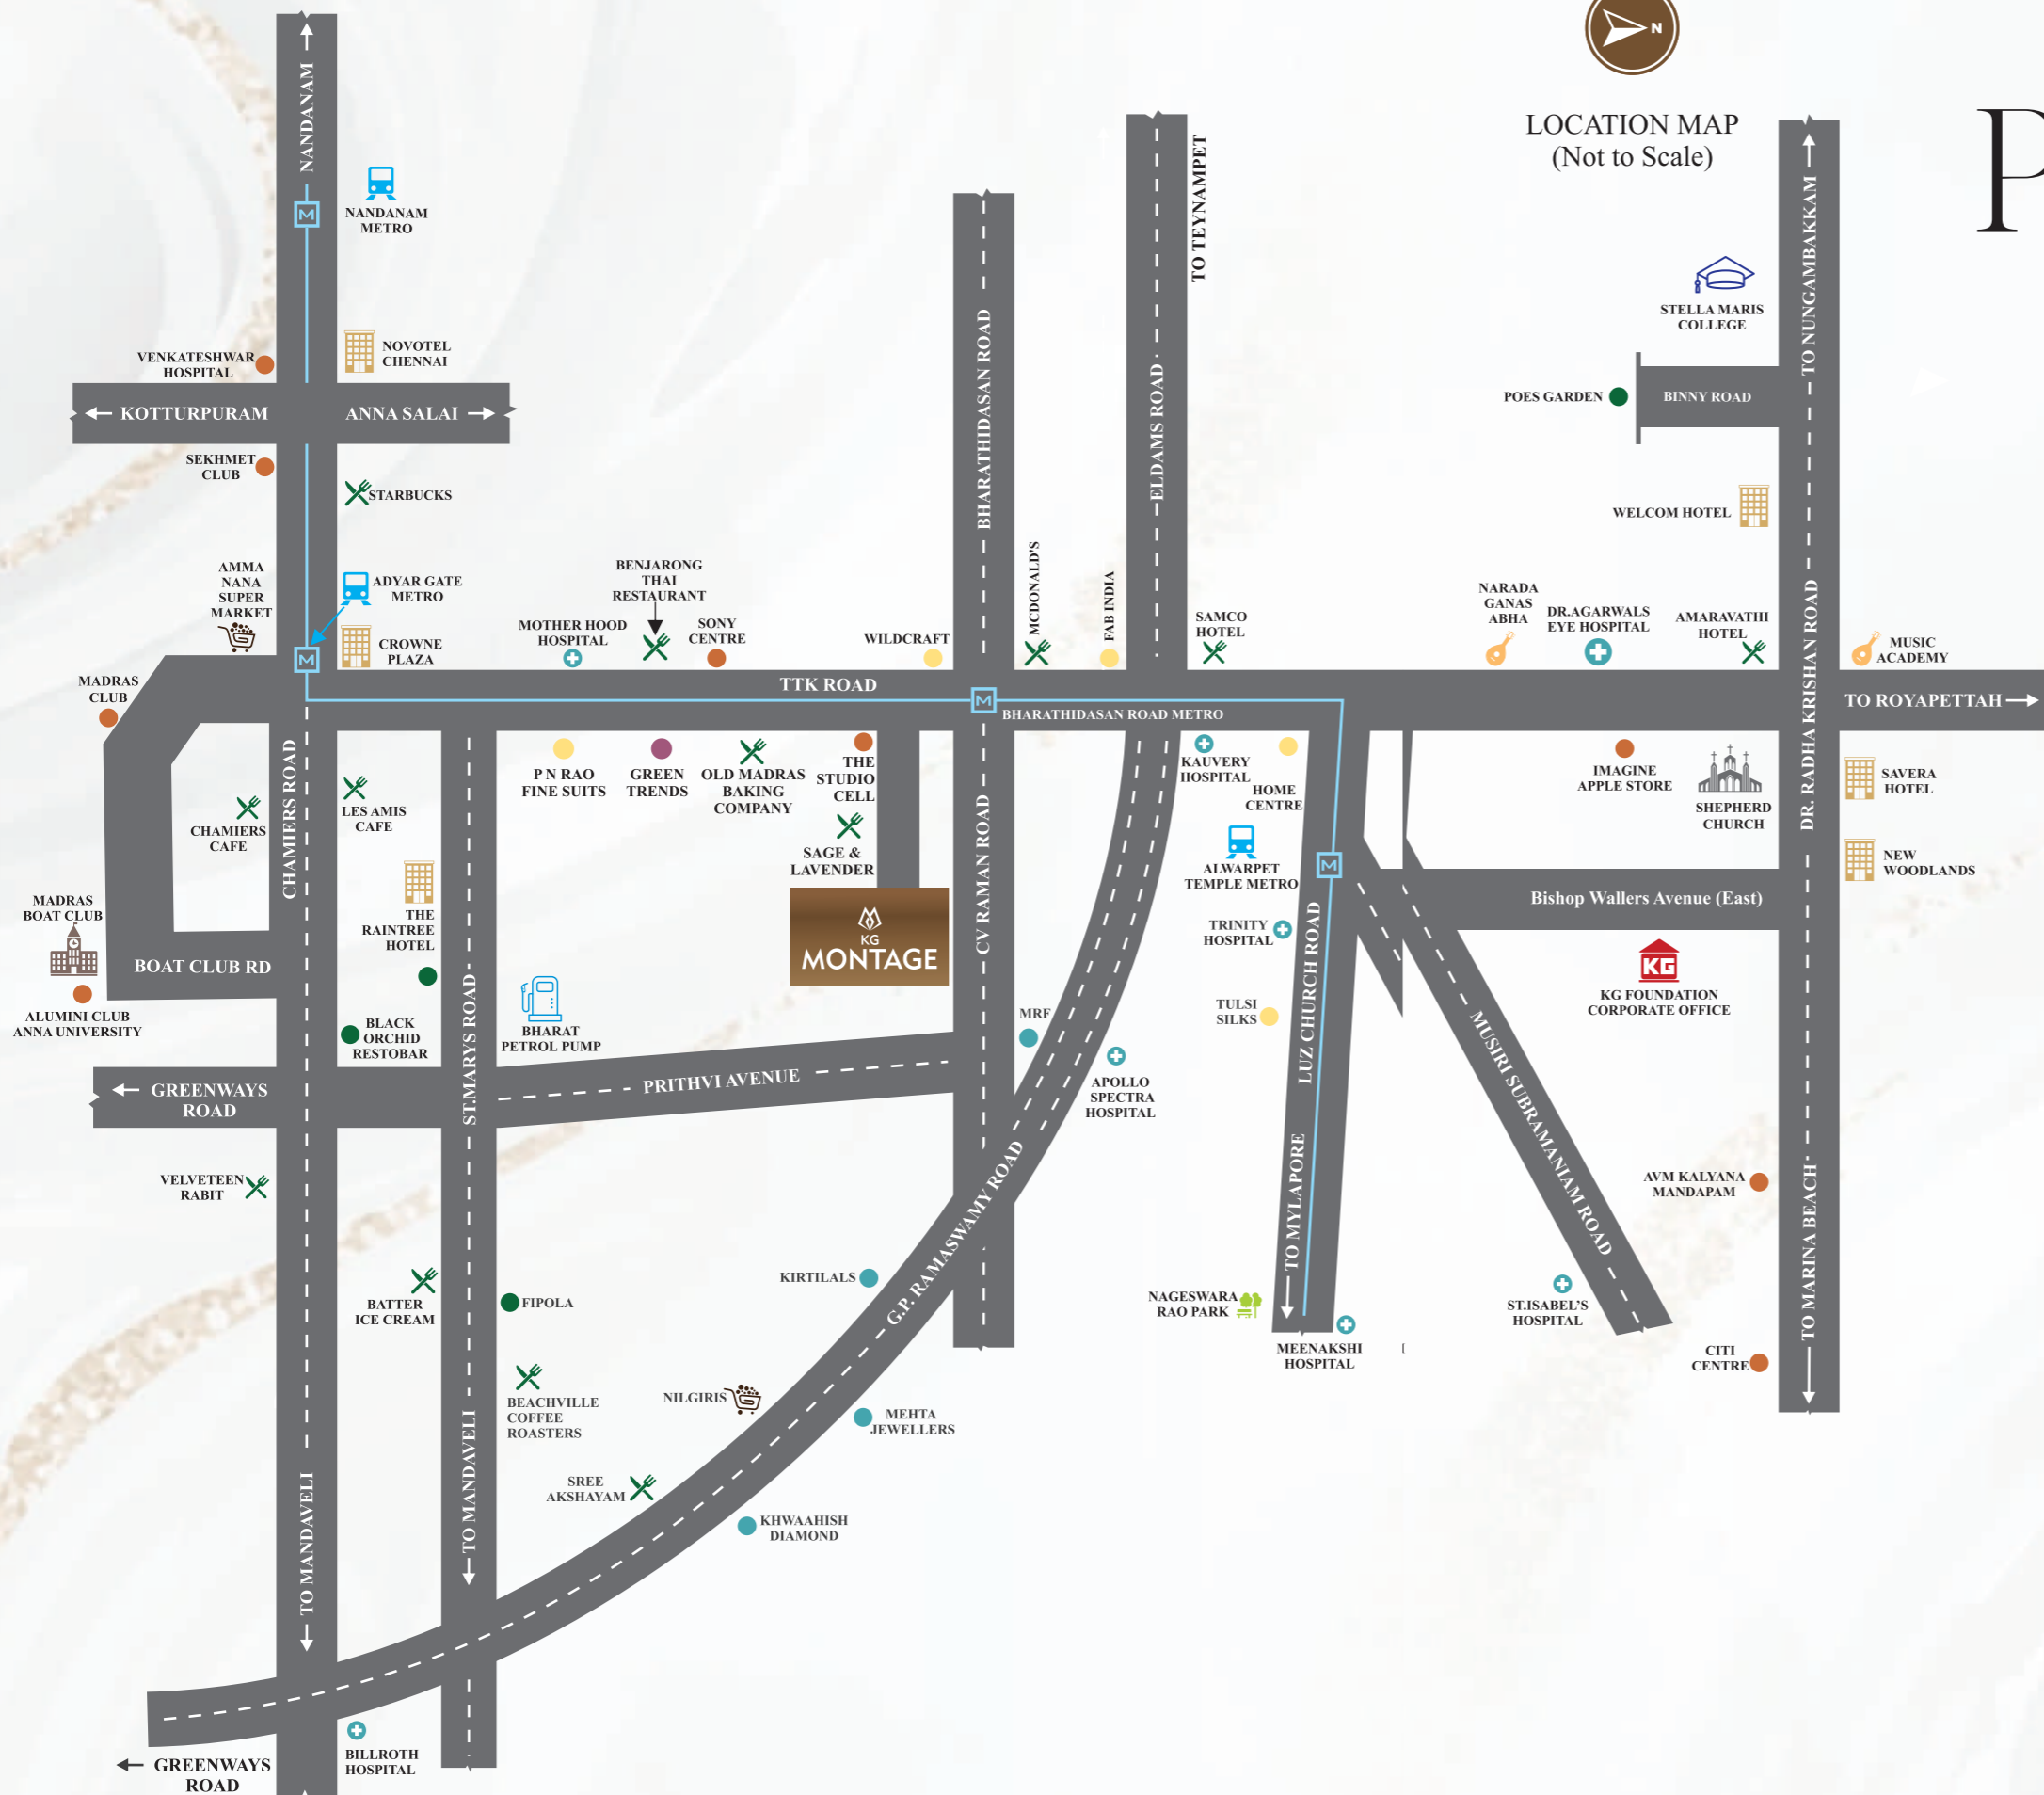 N
LOCATION MAP
(Not to Scale)
P
NANDANAM
NANDANAM
METRO
VENKATESHWAR
HOSPITAL
NOVOTEL
CHENNAI
KOTTURPURAM
ANNA SALAI
SEKHMET
CLUB
STARBUCKS
AMMA
NANA
SUPER
MARKET
ADYAR GATE
METRO
CROWNE
PLAZA
MOTHER HOOD
HOSPITAL
BENJARONG
THAI
RESTAURANT
SONY
CENTRE
WILDCRAFT
BHARATHIDASAN ROAD
MCDONALD'S
FAB INDIA
ELDAMS ROAD
TO TEYNAMPET
SAMCO
HOTEL
STELLA MARIS
COLLEGE
POES GARDEN
BINNY ROAD
WELCOM HOTEL
NARADA
GANAS
ABHA
DR.AGARWALS
EYE HOSPITAL
AMARAVATHI
HOTEL
TO NUNGAMBAKKAM
DR. RADHA KRISHAN ROAD
MUSIC
ACADEMY
MADRAS
CLUB
TTK ROAD
BHARATHIDASAN ROAD METRO
TO ROYAPETTAH
CHAMIERS ROAD
CHAMIERS
CAFE
LES AMIS
CAFE
P N RAO
FINE SUITS
GREEN
TRENDS
OLD MADRAS
BAKING
COMPANY
THE
STUDIO
CELL
SAGE &
LAVENDER
KAUVERY
HOSPITAL
HOME
CENTRE
IMAGINE
APPLE STORE
SHEPHERD
CHURCH
SAVERA
HOTEL
NEW
WOODLANDS
ALWARPET
TEMPLE METRO
MADRAS
BOAT CLUB
BOAT CLUB RD
ALUMINI CLUB
ANNA UNIVERSITY
THE
RAINTREE
HOTEL
BLACK
ORCHID
RESTOBAR
ST.MARYS ROAD
BHARAT
PETROL PUMP
KG
MONTAGE
CV RAMAN ROAD
TRINITY
HOSPITAL
Bishop Wallers Avenue (East)
KG
KG FOUNDATION
CORPORATE OFFICE
MRF
TULSI
SILKS
LUZ CHURCH ROAD
MUSIRI SUBRAMANIAM ROAD
APOLLO
SPECTRA
HOSPITAL
GREENWAYS
ROAD
PRITHVI AVENUE
VELVETEEN
RABIT
G.P. RAMASWAMY ROAD
TO MYLAPORE
AVM KALYANA
MANDAPAM
TO MARINA BEACH
KIRTILALS
BATTER
ICE CREAM
FIPOLA
NAGESWARA
RAO PARK
MEENAKSHI
HOSPITAL
ST.ISABEL'S
HOSPITAL
CITI
CENTRE
BEACHVILLE
COFFEE
ROASTERS
NILGIRIS
MEHTA
JEWELLERS
SREE
AKSHAYAM
KHWAAHISH
DIAMOND
TO MANDAVELI
TO MANDAVELI
BILLROTH
HOSPITAL
GREENWAYS
ROAD